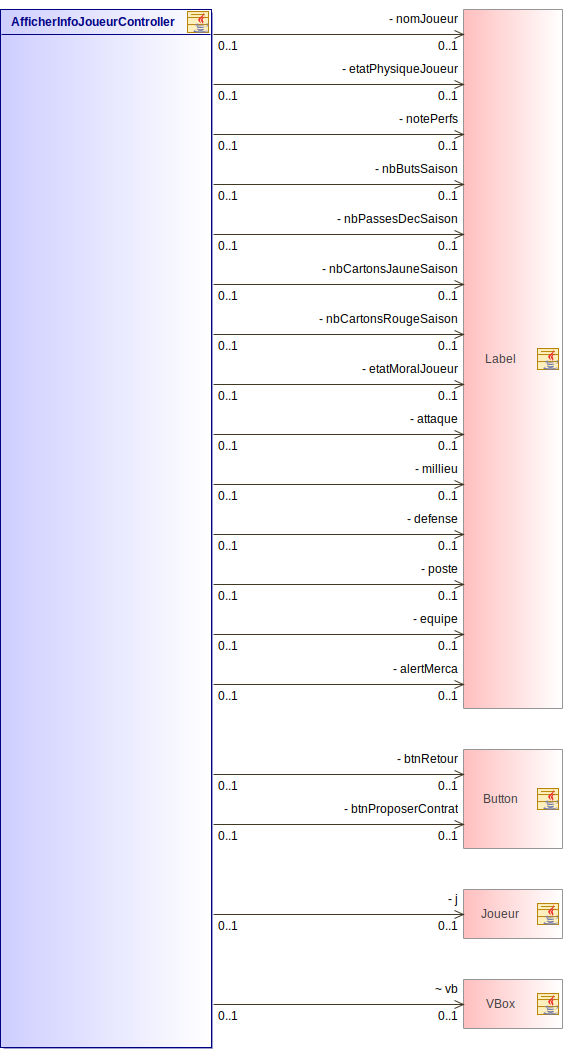 AfficherInfoJoueurController
- nomJoueur
0..1 0..1
- etatPhysiqueJoueur
0..1 0..1
- notePerfs
0..1 0..1
- nbButsSaison
0..1 0..1
- nbPassesDecSaison
0..1 0..1
- nbCartonsJauneSaison
0..1 0..1
- nbCartonsRougeSaison
0..1 0..1
Label
- etatMoralJoueur
0..1 0..1
- attaque
0..1 0..1
- millieu
0..1 0..1
- defense
0..1 0..1
- poste
0..1 0..1
- equipe
0..1 0..1
- alertMerca
0..1 0..1
- btnRetour
0..1 0..1
Button
- btnProposerContrat
0..1 0..1
- j
Joueur
0..1 0..1
~ vb
VBox
0..1 0..1